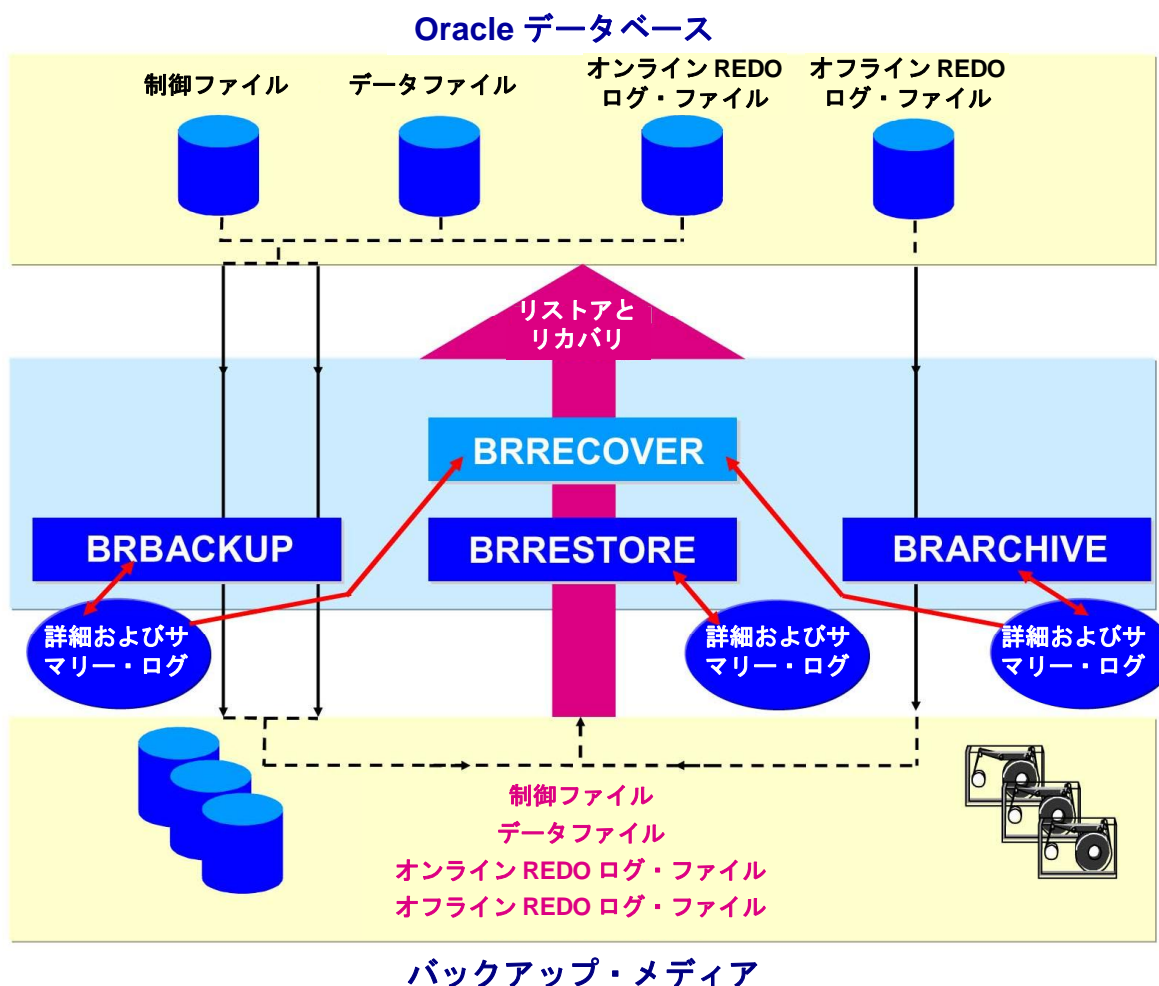 Oracle データベース
制御ファイル
データファイル
オンライン REDO
ログ・ファイル
オフライン REDO
ログ・ファイル
リストアと
リカバリ
BRRECOVER
BRBACKUP
BRRESTORE
BRARCHIVE
詳細およびサ
マリー・ログ
詳細およびサ
マリー・ログ
詳細およびサ
マリー・ログ
制御ファイル
データファイル
オンライン REDO ログ・ファイル
オフライン REDO ログ・ファイル
バックアップ・メディア